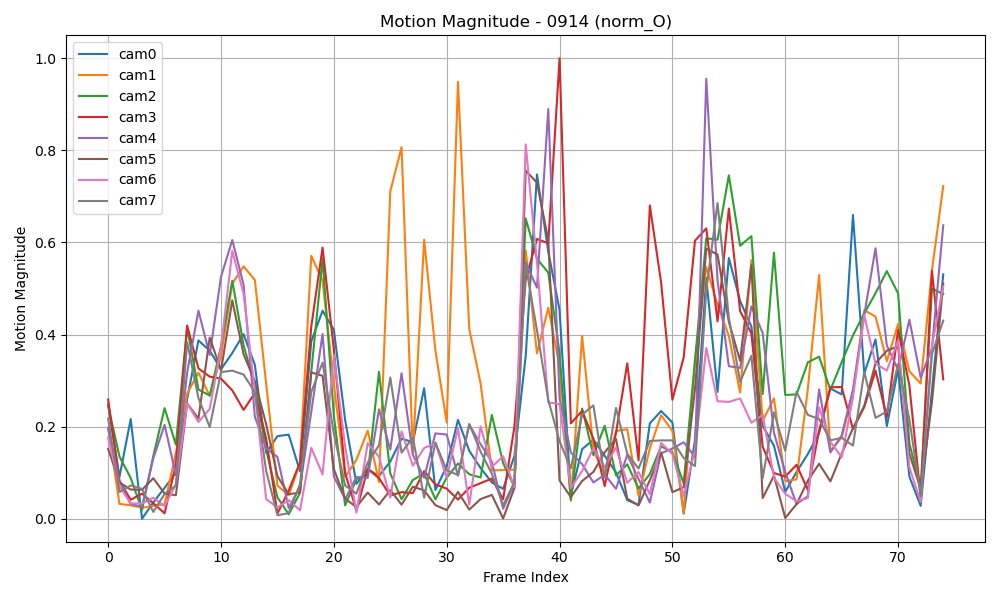 Motion Magnitude - 0914 (norm_O)
cam0
cam1
cam2
cam3
cam4
cam5
cam6
cam7
Motion Magnitude
1.0
0.8
0.6
0.4
0.2
0.0
0 10 20 30 40 50 60 70
Frame Index